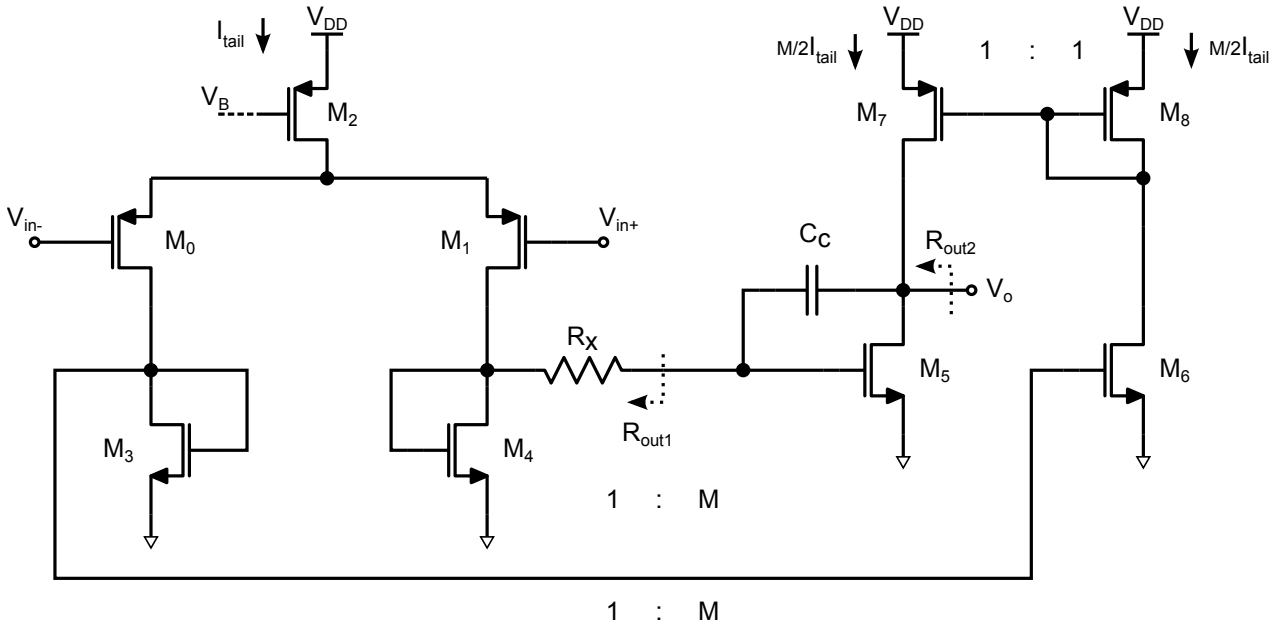 I_tail
V_DD
V_DD
V_DD
M/2I_tail
1 : 1
M/2I_tail
V_B
M_2
M_7
M_8
V_in-
M_0
M_1
V_in+
C_C
R_out2
V_o
R_X
M_5
M_6
R_out1
M_3
M_4
1 : M
1 : M